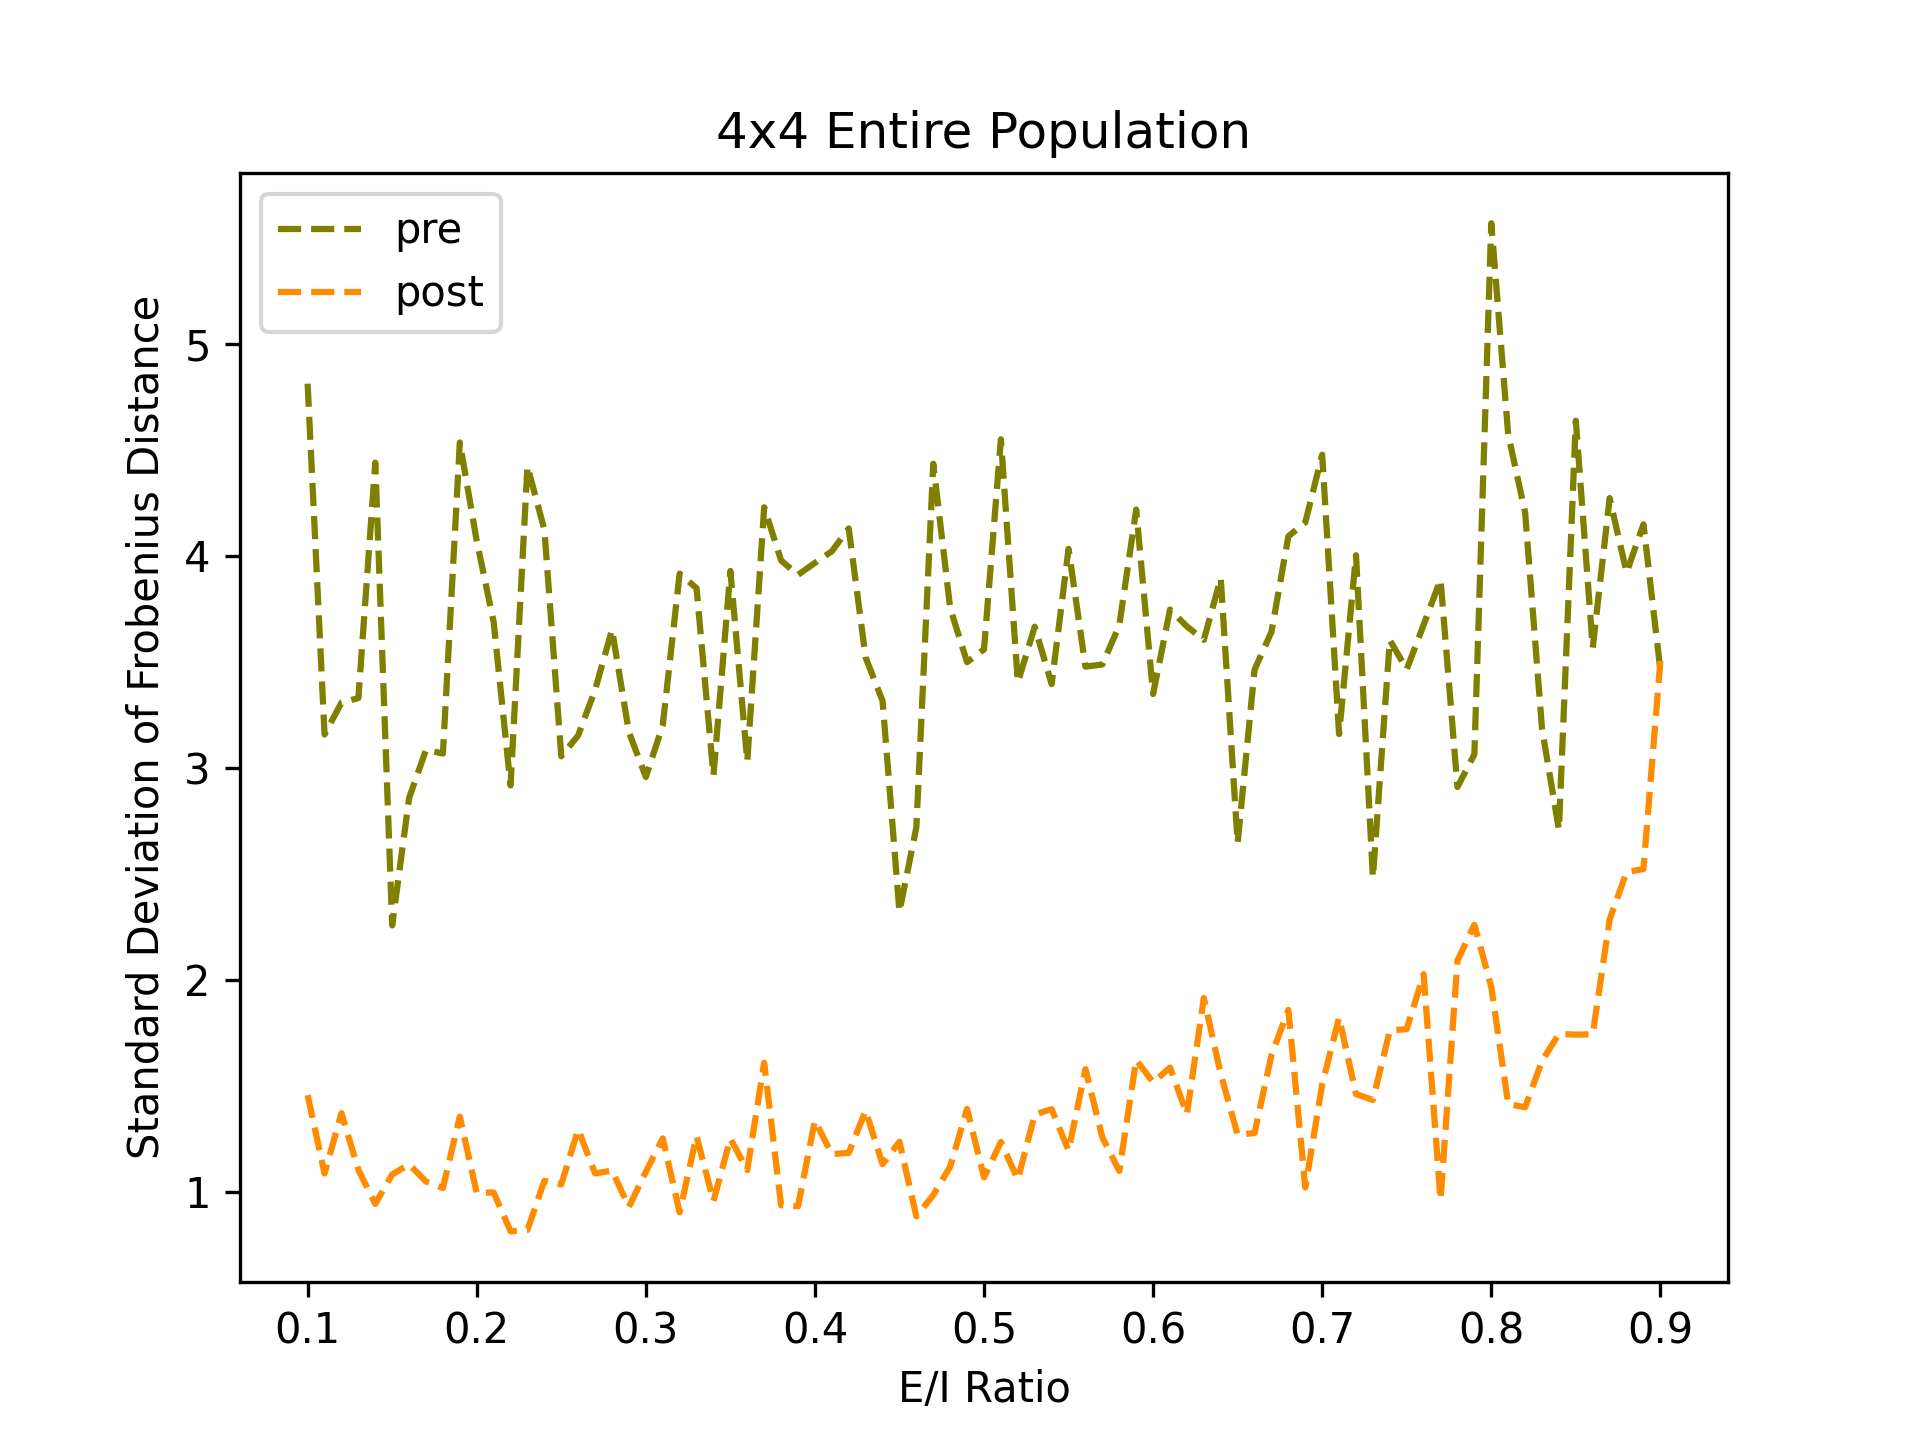 4x4 Entire Population
pre
post
Standard Deviation of Frobenius Distance
5
4
3
2
1
0.1 0.2 0.3 0.4 0.5 0.6 0.7 0.8 0.9
E/I Ratio